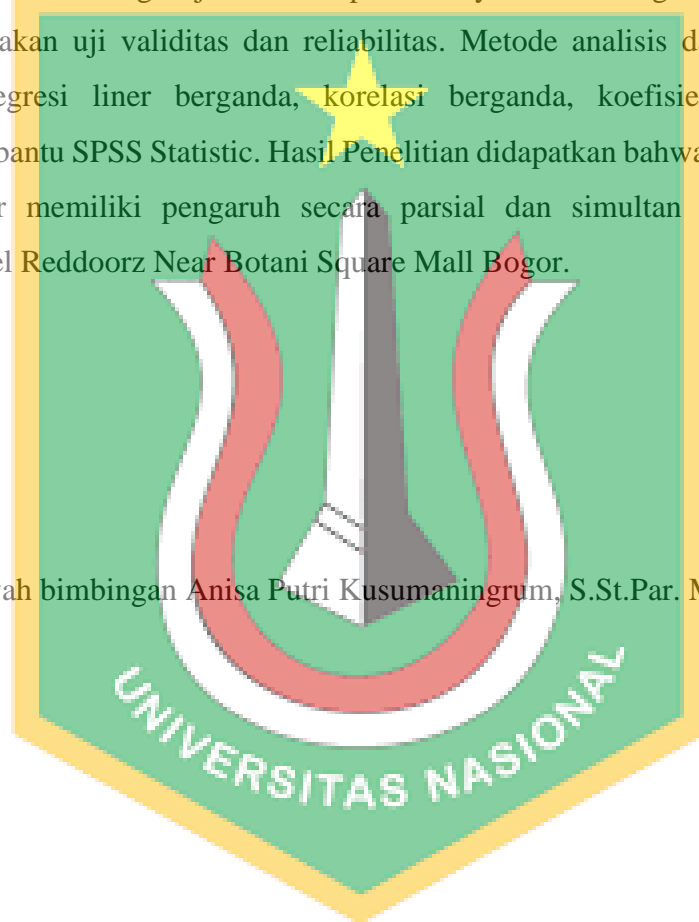 akan uji validitas dan reliabilitas. Metode analisis
egresi liner berganda, korelasi berganda,
bantu SPSS Statistic. Hasil Penelitian didapatkan bahwa
memiliki pengaruh secara parsial dan simultan
el Reddoorz Near Botani Square Mall Bogor.
ah bimbingan Anisa Putri Kusumaningrum, S.St.Par.
UNIVERSITAS NASIONAL